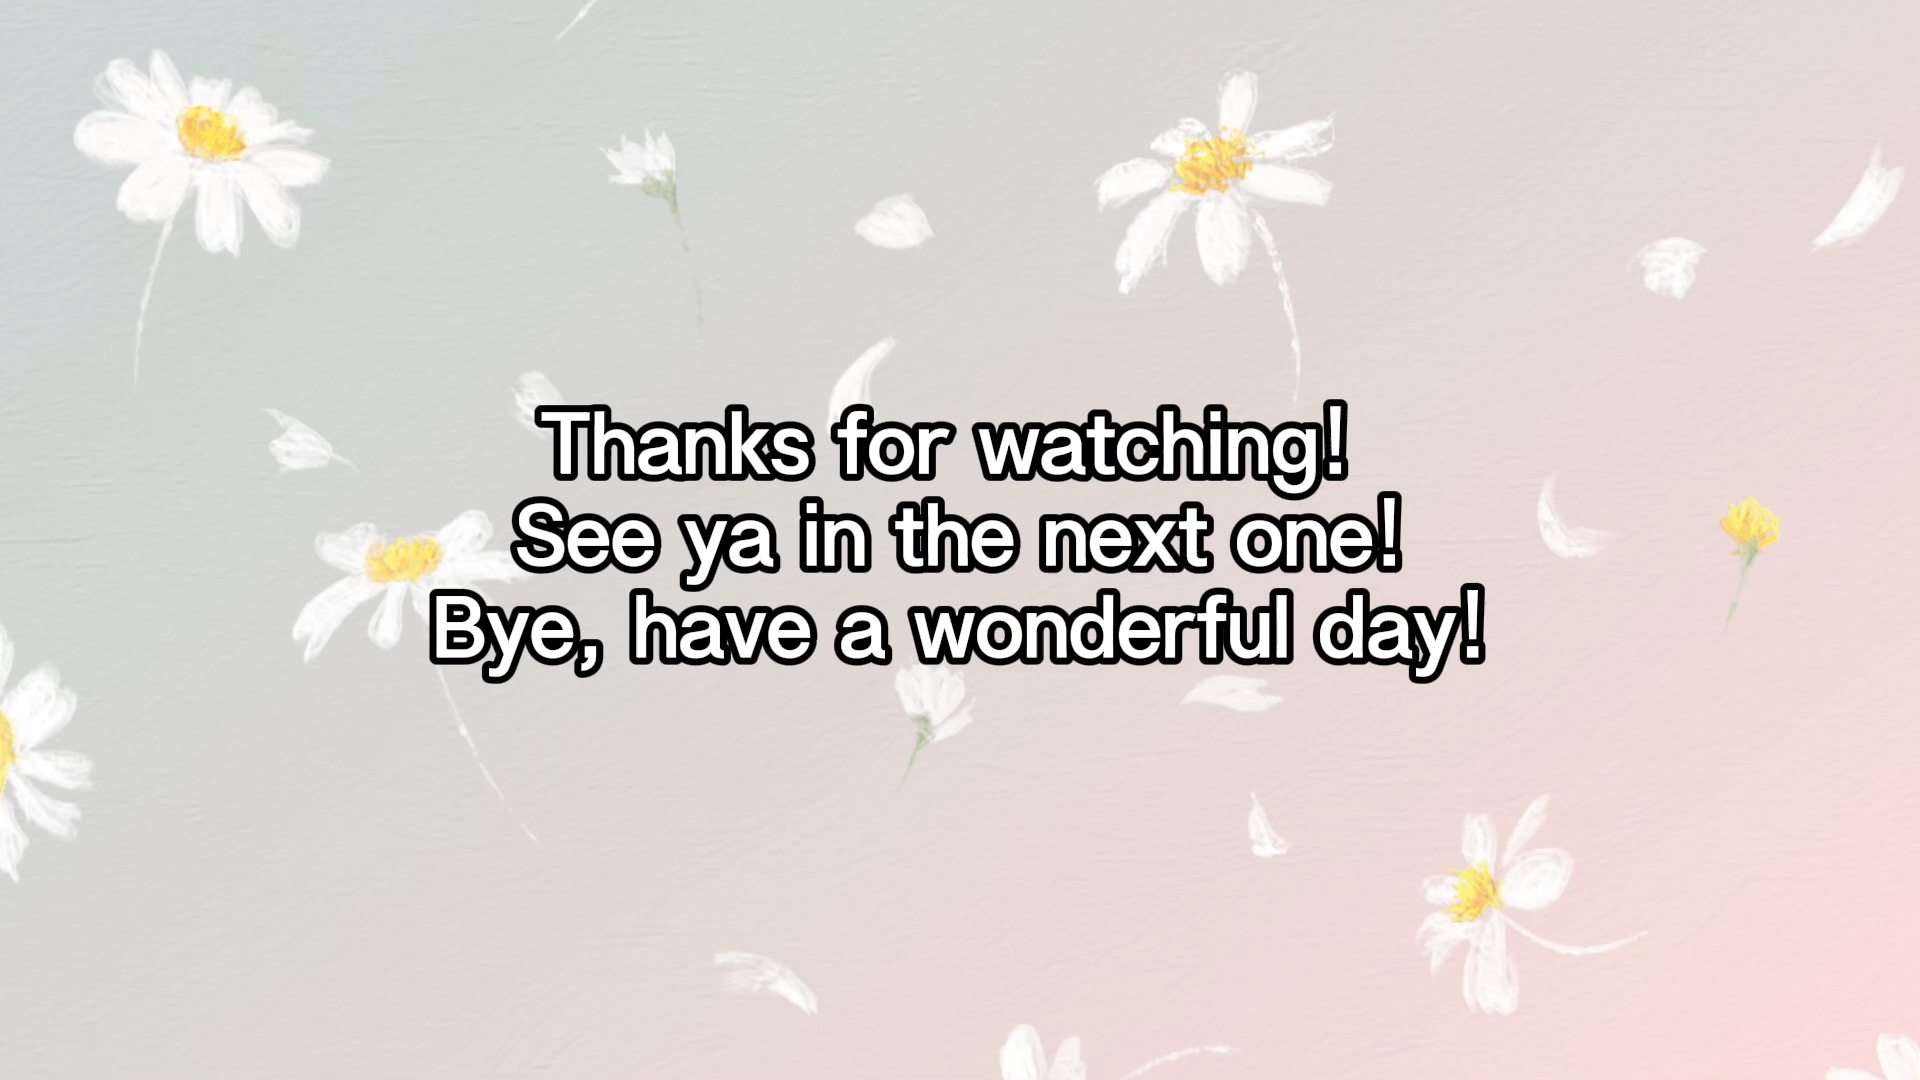 Thanks for watching!
See ya in the next one!
Bye, have a wonderful day!